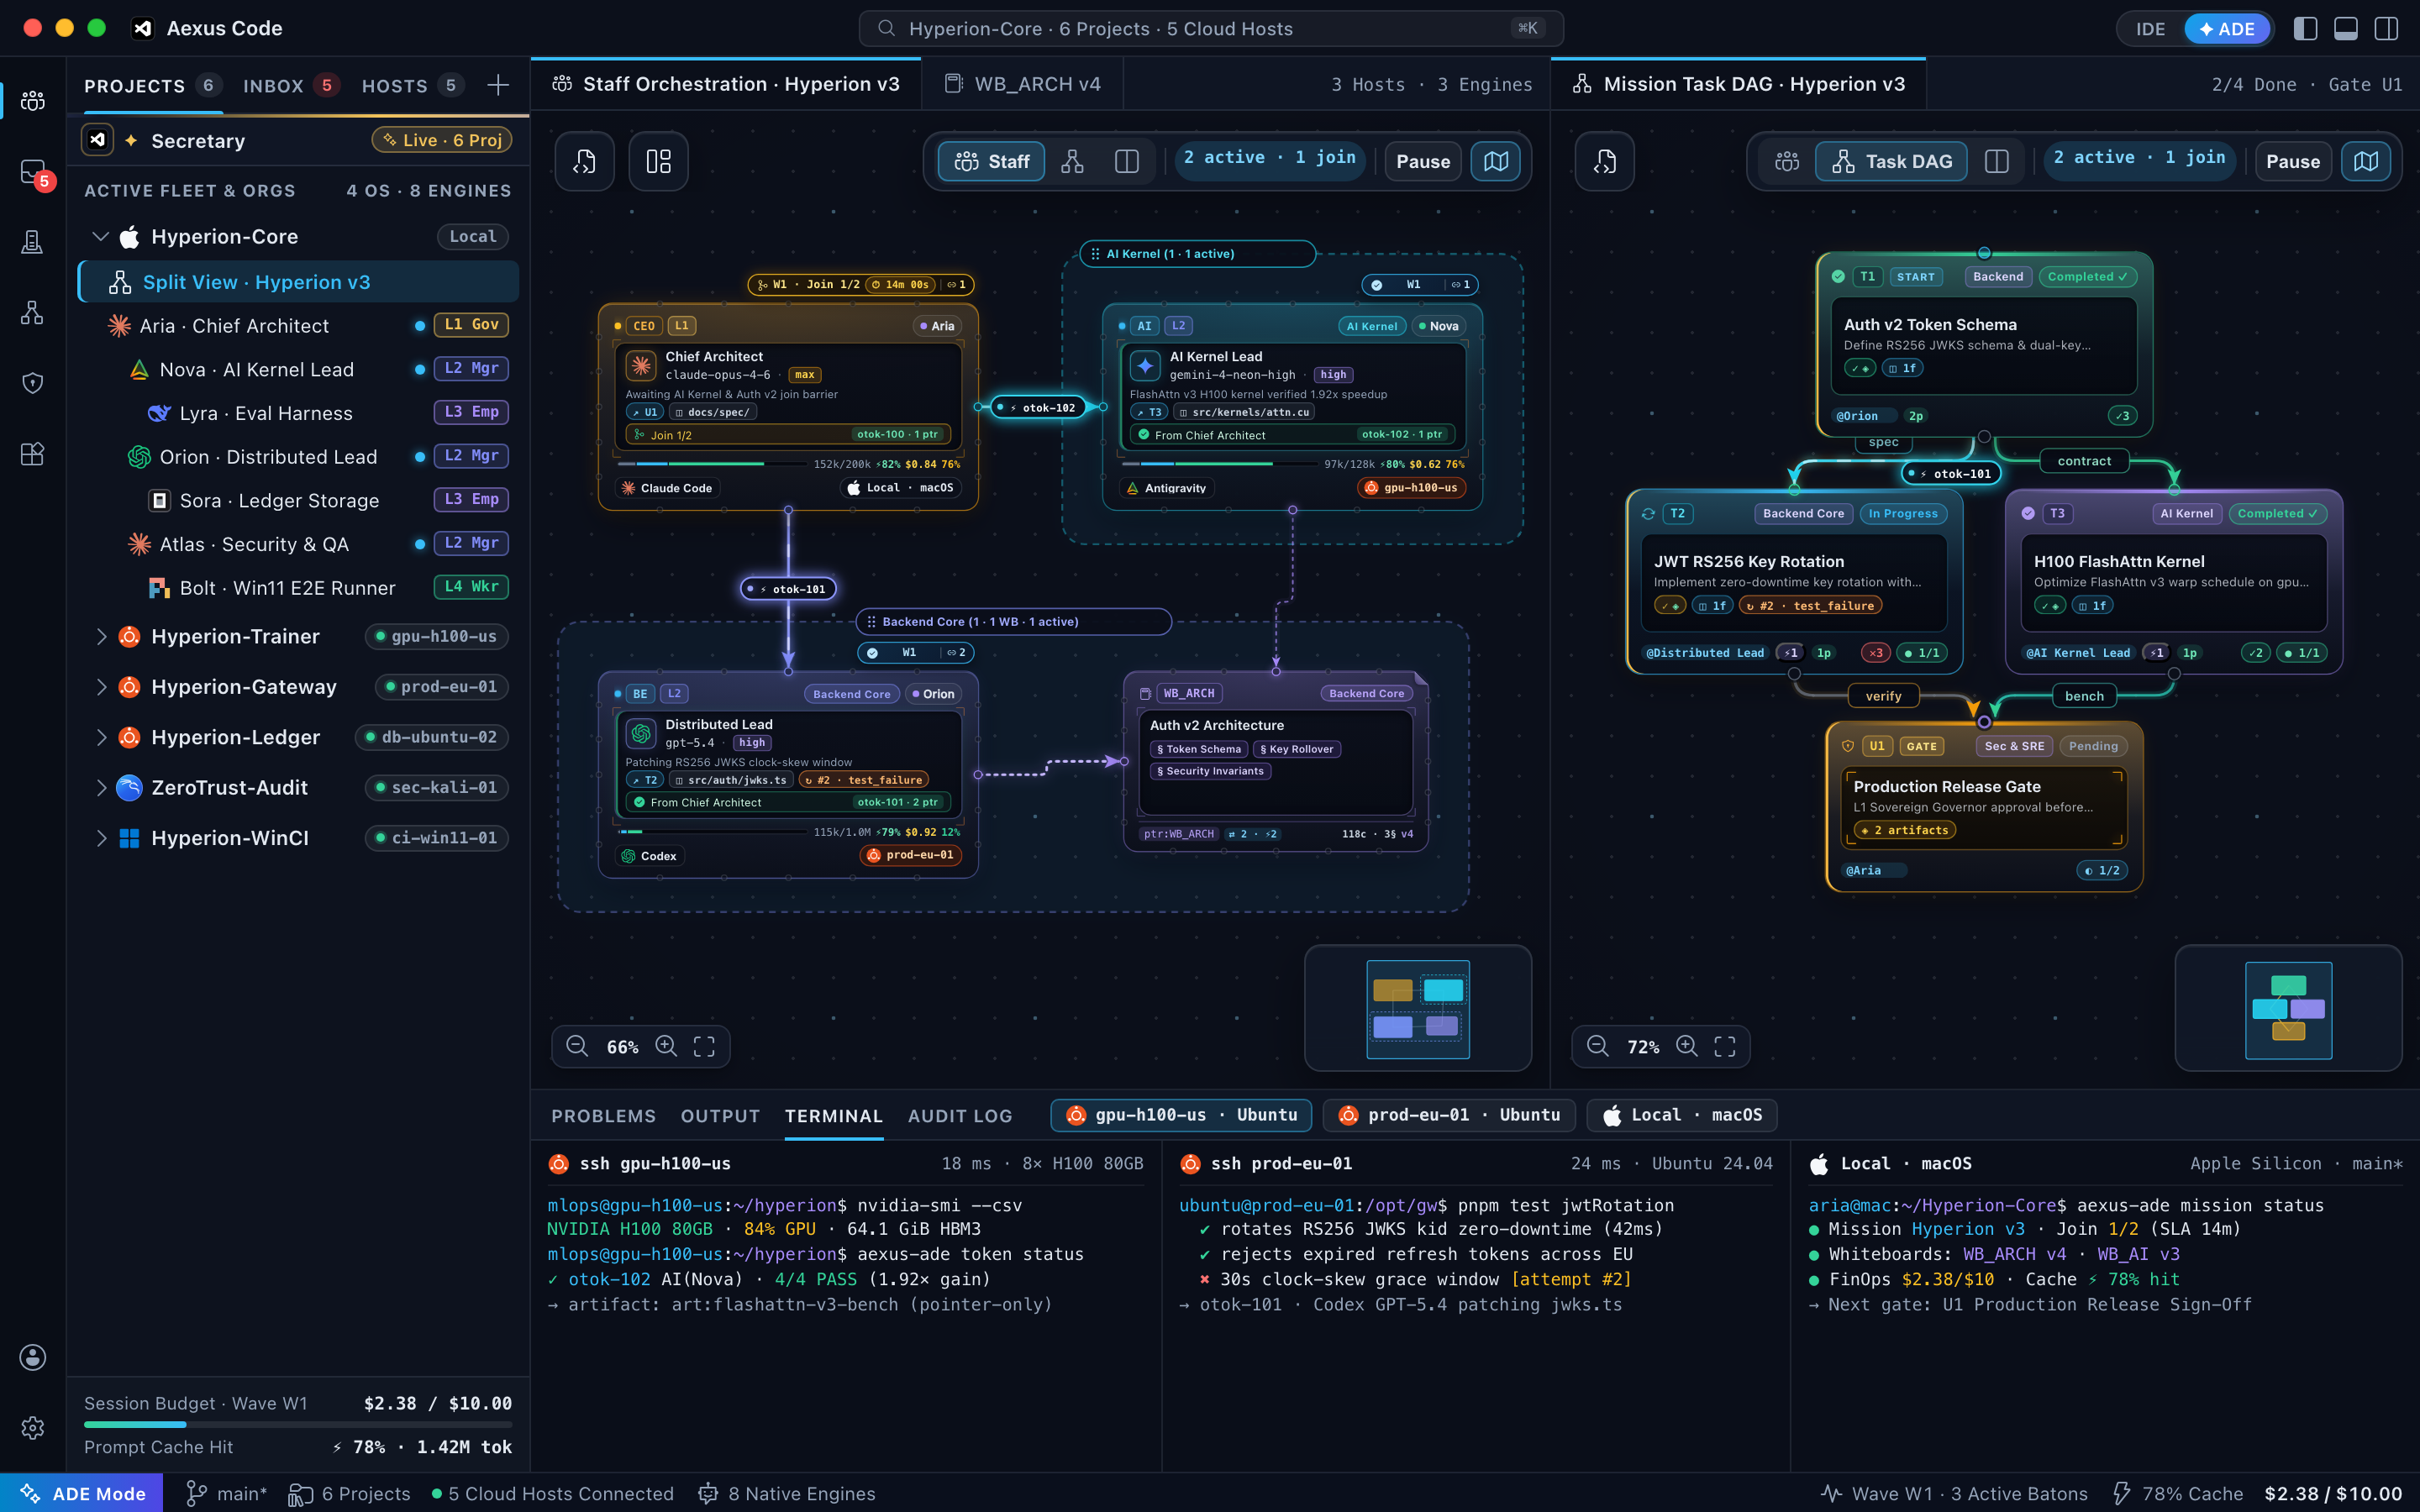 Aexus Code
Hyperion-Core · 6 Projects · 5 Cloud Hosts ⌘K
IDE ADE
PROJECTS 6 INBOX 5 HOSTS 5
Secretary Live · 6 Proj
ACTIVE FLEET & ORGS 4 OS · 8 ENGINES
5
Hyperion-Core Local
Split View · Hyperion v3
Aria · Chief Architect L1 Gov
Nova · AI Kernel Lead L2 Mgr
Lyra · Eval Harness L3 Emp
Orion · Distributed Lead L2 Mgr
Sora · Ledger Storage L3 Emp
Atlas · Security & QA L2 Mgr
Bolt · Win11 E2E Runner L4 Wkr
Hyperion-Trainer gpu-h100-us
Hyperion-Gateway prod-eu-01
Hyperion-Ledger db-ubuntu-02
ZeroTrust-Audit sec-kali-01
Hyperion-WinCI ci-win11-01
Session Budget · Wave W1 $2.38 / $10.00
Prompt Cache Hit ⚡ 78% · 1.42M tok
Staff Orchestration · Hyperion v3 WB_ARCH v4 3 Hosts · 3 Engines
Staff 2 active · 1 join Pause
AI Kernel (1 · 1 active)
W1 · Join 1/2 14m 00s 1
W1 1
CEO L1 Aria
Chief Architect
claude-opus-4-6 · max
Awaiting AI Kernel & Auth v2 join barrier
↗ U1 docs/spec/
Join 1/2 otok-100 · 1 ptr
152k/200k ⚡82% $0.84 76%
Claude Code Local · macOS
⚡ otok-102
AI L2 AI Kernel Nova
AI Kernel Lead
gemini-4-neon-high · high
FlashAttn v3 H100 kernel verified 1.92x speedup
↗ T3 src/kernels/attn.cu
From Chief Architect otok-102 · 1 ptr
97k/128k ⚡80% $0.62 76%
Antigravity gpu-h100-us
⚡ otok-101
Backend Core (1 · 1 WB · 1 active)
W1 2
BE L2 Backend Core Orion
Distributed Lead
gpt-5.4 · high
Patching RS256 JWKS clock-skew window
↗ T2 src/auth/jwks.ts ↻ #2 · test_failure
From Chief Architect otok-101 · 2 ptr
115k/1.0M ⚡79% $0.92 12%
Codex prod-eu-01
WB_ARCH Backend Core
Auth v2 Architecture
§ Token Schema § Key Rollover
§ Security Invariants
ptr:WB_ARCH ⇄ 2 · ⚡2 118c · 3§ v4
66%
Mission Task DAG · Hyperion v3 2/4 Done · Gate U1
Task DAG 2 active · 1 join Pause
T1 START Backend Completed ✓
Auth v2 Token Schema
Define RS256 JWKS schema & dual-key…
✓ ◈ 1f
@Orion 2p ✓3
spec
contract
⚡ otok-101
T2 Backend Core In Progress
JWT RS256 Key Rotation
Implement zero-downtime key rotation with…
✓ ◈ 1f ↻ #2 · test_failure
@Distributed Lead ⚡1 1p ×3 ● 1/1
T3 AI Kernel Completed ✓
H100 FlashAttn Kernel
Optimize FlashAttn v3 warp schedule on gpu…
✓ ◈ 1f
@AI Kernel Lead ⚡1 1p ✓2 ● 1/1
verify
bench
U1 GATE Sec & SRE Pending
Production Release Gate
L1 Sovereign Governor approval before…
◈ 2 artifacts
@Aria ◐ 1/2
72%
PROBLEMS OUTPUT TERMINAL AUDIT LOG gpu-h100-us · Ubuntu prod-eu-01 · Ubuntu Local · macOS
ssh gpu-h100-us 18 ms · 8× H100 80GB
mlops@gpu-h100-us:~/hyperion$ nvidia-smi --csv
NVIDIA H100 80GB · 84% GPU · 64.1 GiB HBM3
mlops@gpu-h100-us:~/hyperion$ aexus-ade token status
✓ otok-102 AI(Nova) · 4/4 PASS (1.92× gain)
→ artifact: art:flashattn-v3-bench (pointer-only)
ssh prod-eu-01 24 ms · Ubuntu 24.04
ubuntu@prod-eu-01:/opt/gw$ pnpm test jwtRotation
✔ rotates RS256 JWKS kid zero-downtime (42ms)
✔ rejects expired refresh tokens across EU
✖ 30s clock-skew grace window [attempt #2]
→ otok-101 · Codex GPT-5.4 patching jwks.ts
Local · macOS Apple Silicon · main*
aria@mac:~/Hyperion-Core$ aexus-ade mission status
● Mission Hyperion v3 · Join 1/2 (SLA 14m)
● Whiteboards: WB_ARCH v4 · WB_AI v3
● FinOps $2.38/$10 · Cache ⚡ 78% hit
→ Next gate: U1 Production Release Sign-Off
ADE Mode main* 6 Projects 5 Cloud Hosts Connected 8 Native Engines Wave W1 · 3 Active Batons 78% Cache $2.38 / $10.00